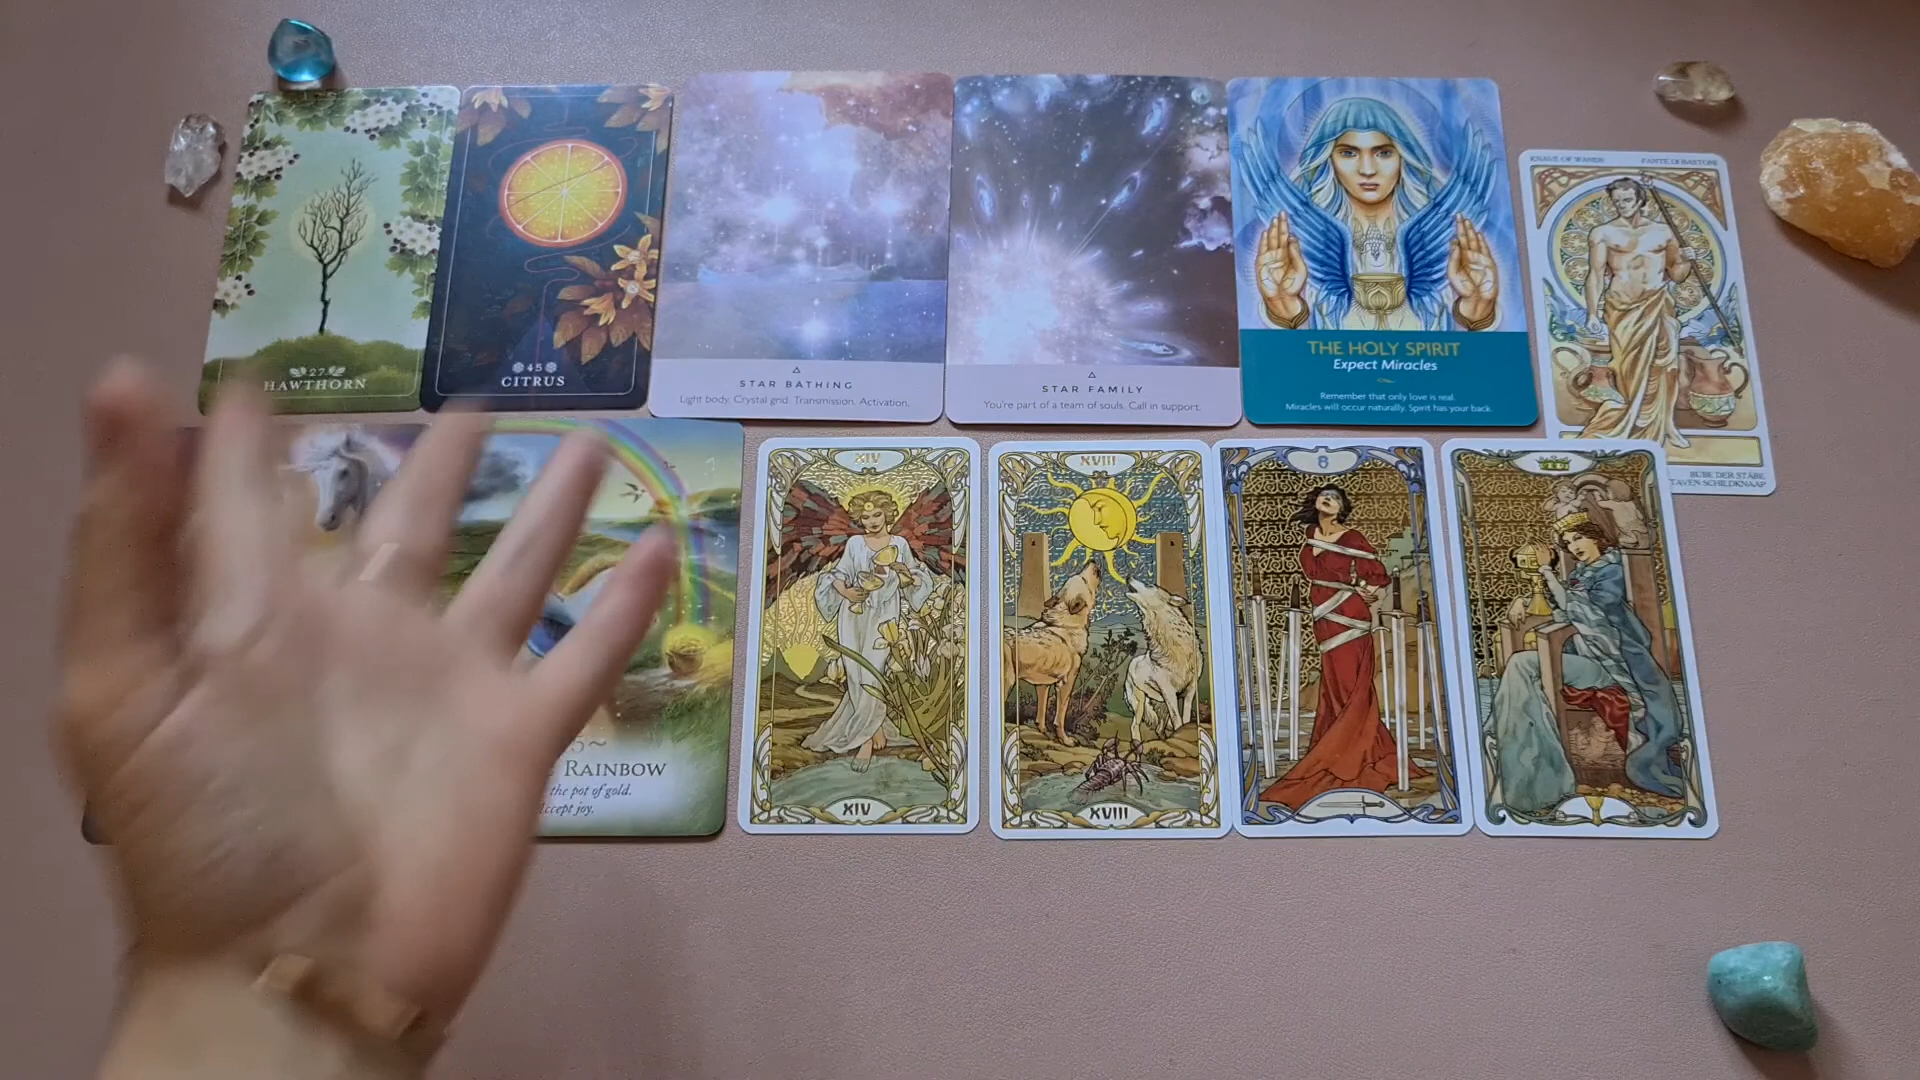 27
HAWTHORN
45
CITRUS
STAR BATHING
Light body. Crystal grid. Transmission. Activation.
STAR FAMILY
You're part of a team of souls. Call in support.
THE HOLY SPIRIT
Expect Miracles
Remember that only love is real.
Miracles will occur naturally. Spirit has your back.
KNAVE OF WANDS FANTE DI BASTONI
BUBE DER STÄBE
STAVEN SCHILDKNAAP
5~
RAINBOW
the pot of gold.
Accept joy.
XIV
XIV
XVIII
XVIII
8